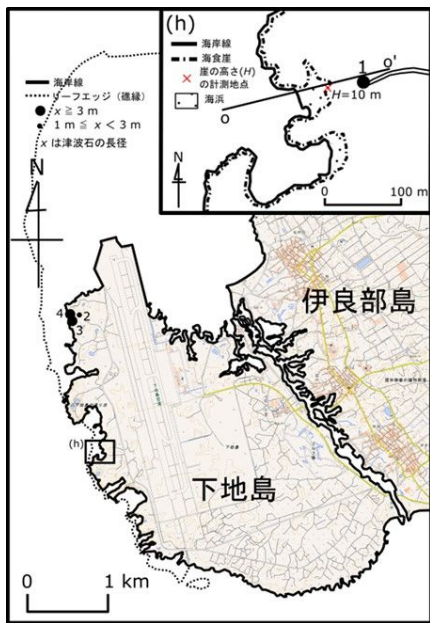 (h)
海岸線
海食崖
崖の高さ(H)
の計測地点
海浜
N
1
O'
O
H=10 m
0 100 m
海岸線
リーフエッジ（礁縁）
x ≧ 3 m
1 m ≦ x < 3 m
x は津波石の長径
N
4
2
3
(h)
伊良部島
下地島
0 1 km